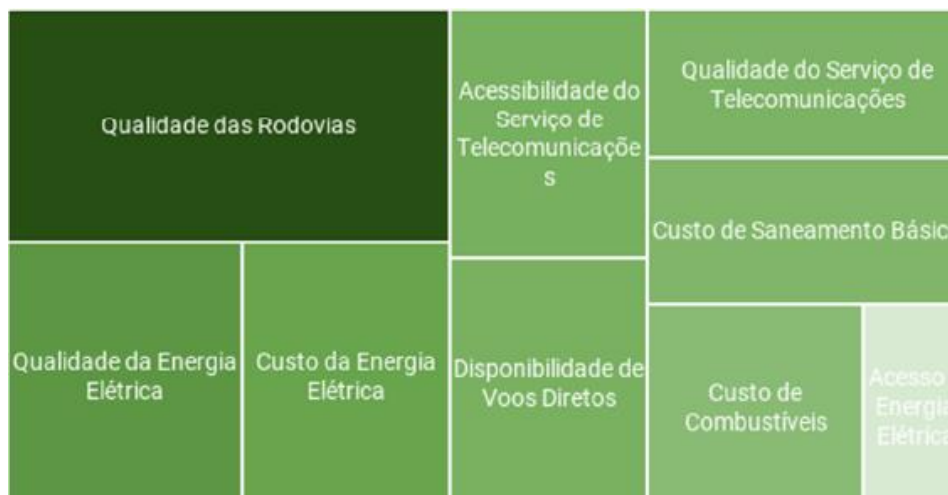 Qualidade das Rodovias
Acessibilidade do
Serviço de
Telecomunicaçõe
s
Qualidade do Serviço de
Telecomunicações
Custo de Saneamento Básic
Qualidade da Energia
Elétrica
Custo da Energia
Elétrica
Disponibilidade de
Voos Diretos
Custo de
Combustíveis
Acesso
Energia
Elétrica